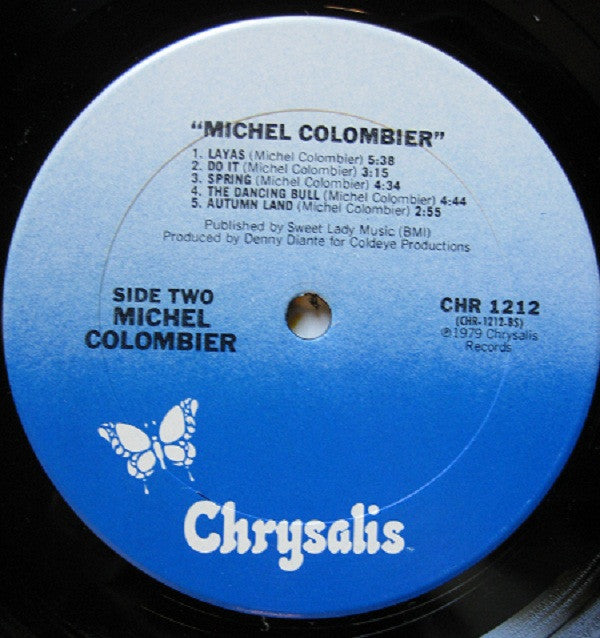 "MICHEL COLOMBIER"
1. LAYAS (Michel Colombier) 5:38
2. DO IT (Michel Colombier) 3:15
3. SPRING (Michel Colombier) 4:34
4. THE DANCING BULL (Michel Colombier) 4:44
5. AUTUMN LAND (Michel Colombier) 2:55
Published by Sweet Lady Music (BMI)
Produced by Denny Diante for Coldeye Productions
SIDE TWO
MICHEL
COLOMBIER
CHR 1212
(CHR-1212-BS)
℗1979 Chrysalis
Records
Chrysalis